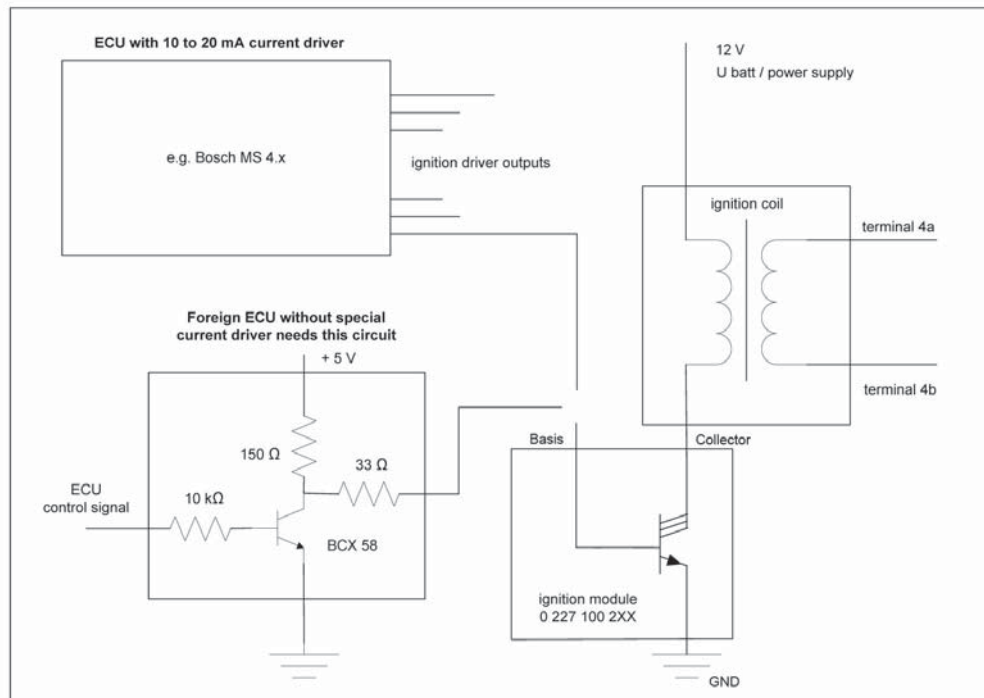 ECU with 10 to 20 mA current driver
e.g. Bosch MS 4.x
ignition driver outputs
12 V
U batt / power supply
ignition coil
terminal 4a
terminal 4b
Foreign ECU without special
current driver needs this circuit
+ 5 V
150 Ω
33 Ω
ECU
control signal
10 kΩ
BCX 58
Basis
Collector
ignition module
0 227 100 2XX
GND